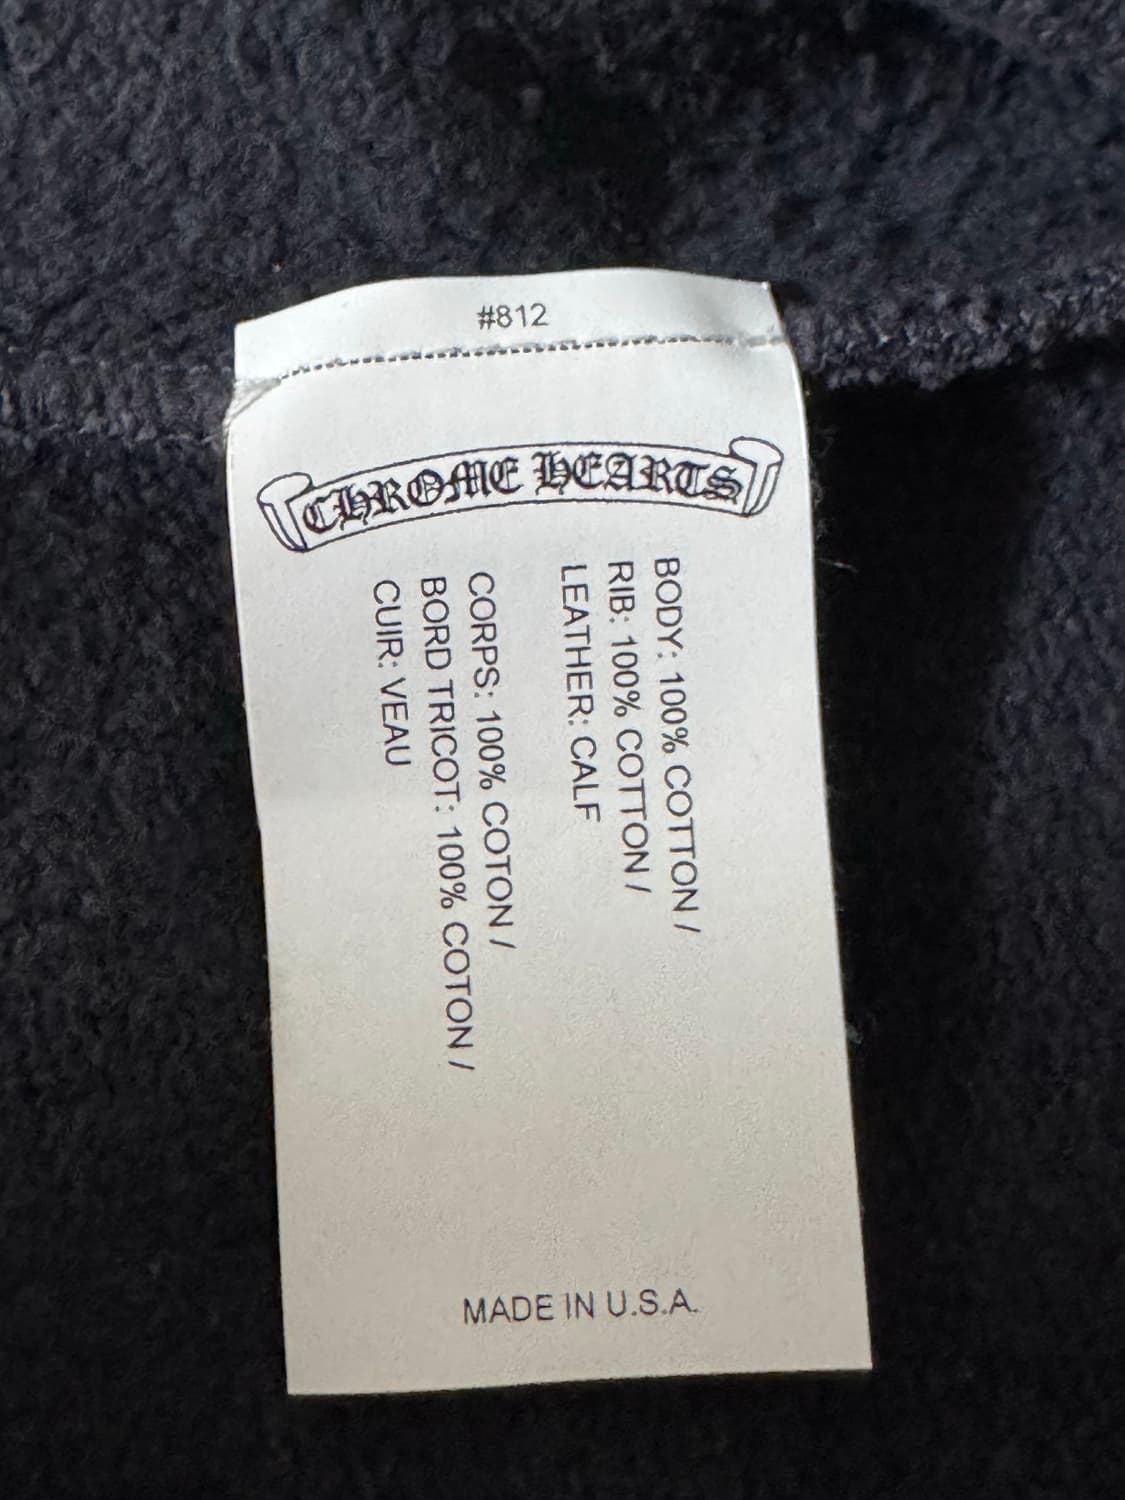 #812
CHROME HEARTS
BODY: 100% COTTON /
RIB: 100% COTTON /
LEATHER: CALF
CORPS: 100% COTON /
BORD TRICOT: 100% COTON /
CUIR: VEAU
MADE IN U.S.A.